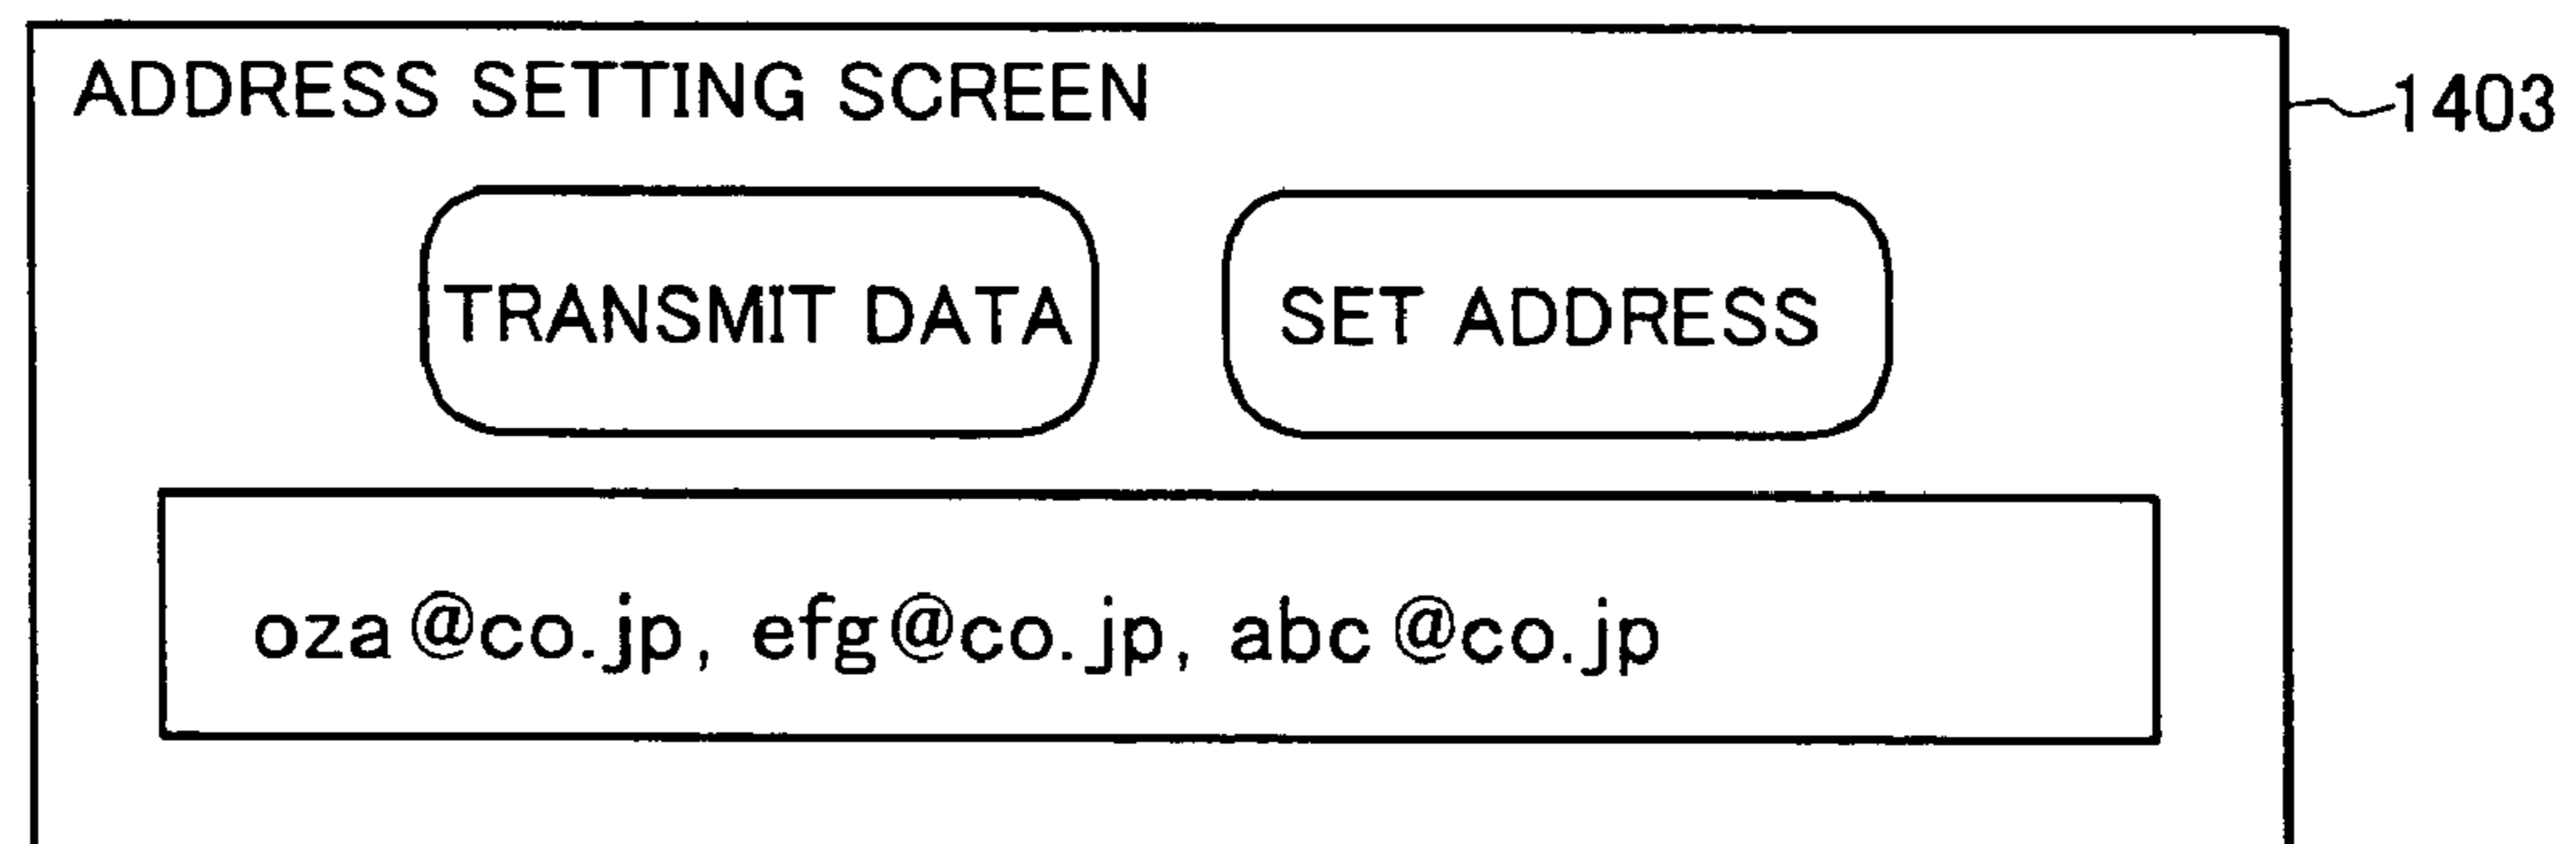 ADDRESS SETTING SCREEN
1403
TRANSMIT DATA
SET ADDRESS
oza@co.jp, efg@co.jp, abc@co.jp